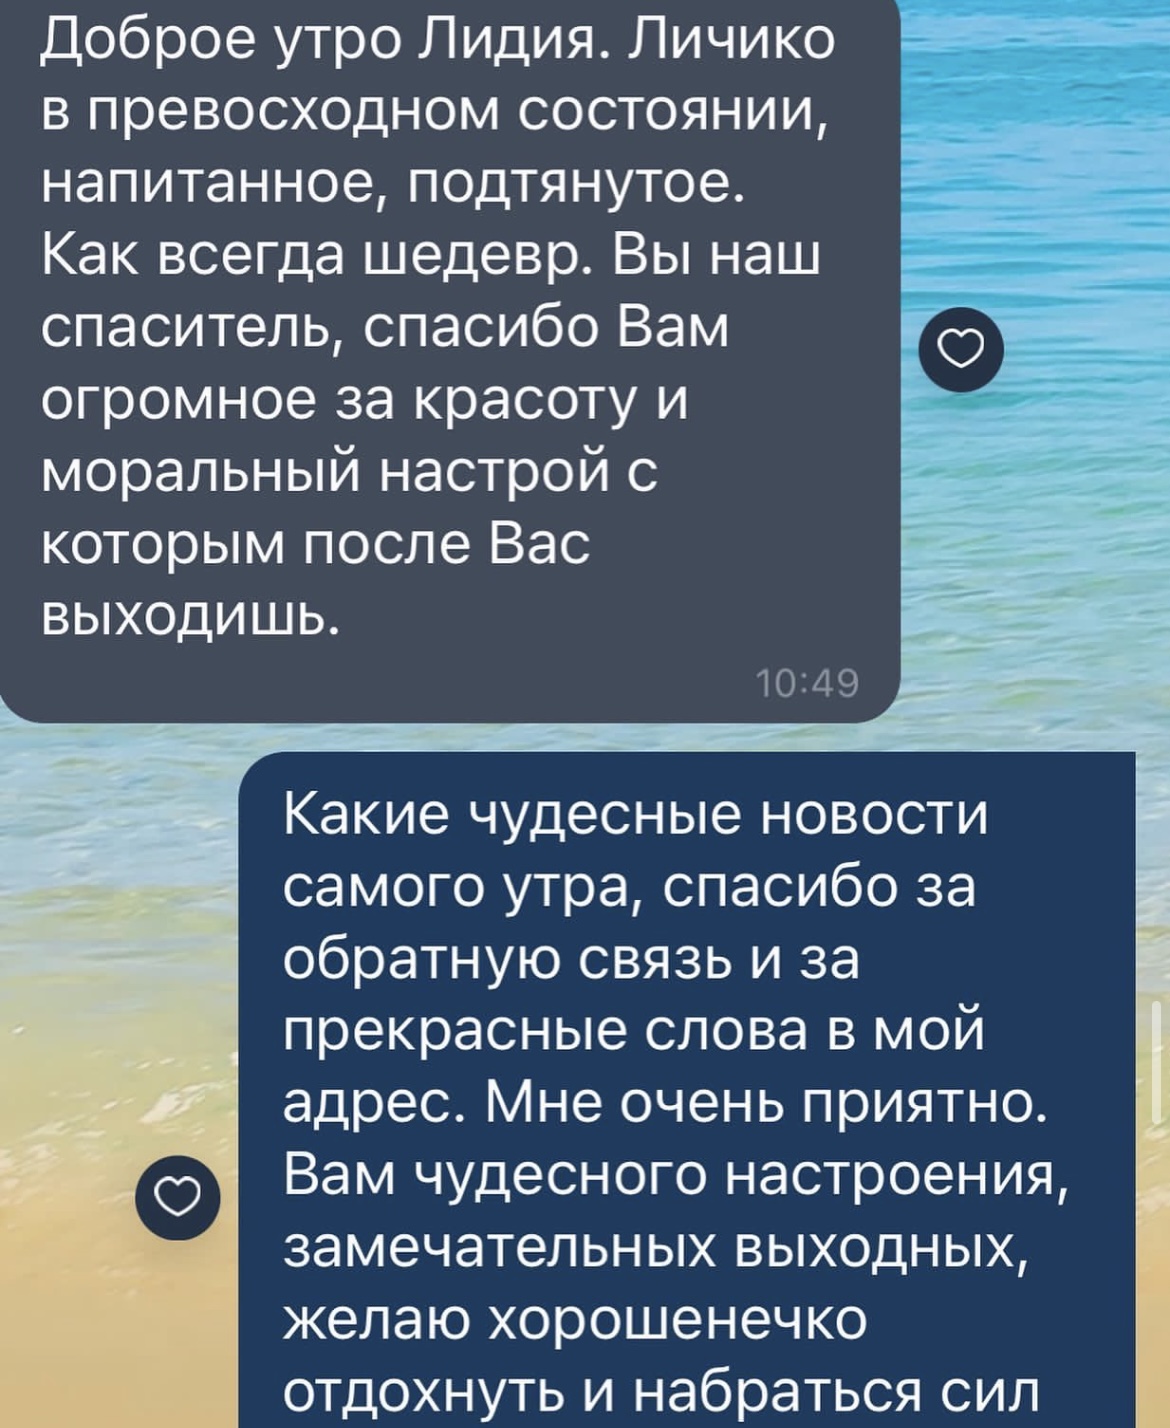 Доброе утро Лидия. Личико
в превосходном состоянии,
напитанное, подтянутое.
Как всегда шедевр. Вы наш
спаситель, спасибо Вам
огромное за красоту и
моральный настрой с
которым после Вас
выходишь.
10:49
Какие чудесные новости
самого утра, спасибо за
обратную связь и за
прекрасные слова в мой
адрес. Мне очень приятно.
Вам чудесного настроения,
замечательных выходных,
желаю хорошенечко
отдохнуть и набраться сил